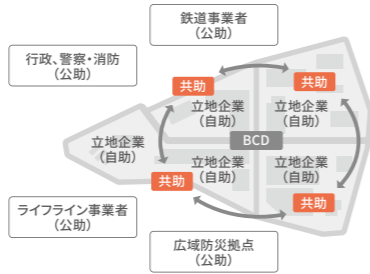 鉄道事業者
(公助)
行政、警察・消防
(公助)
共助
共助
立地企業
(自助)
立地企業
(自助)
立地企業
(自助)
BCD
立地企業
(自助)
立地企業
(自助)
共助
共助
ライフライン事業者
(公助)
広域防災拠点
(公助)